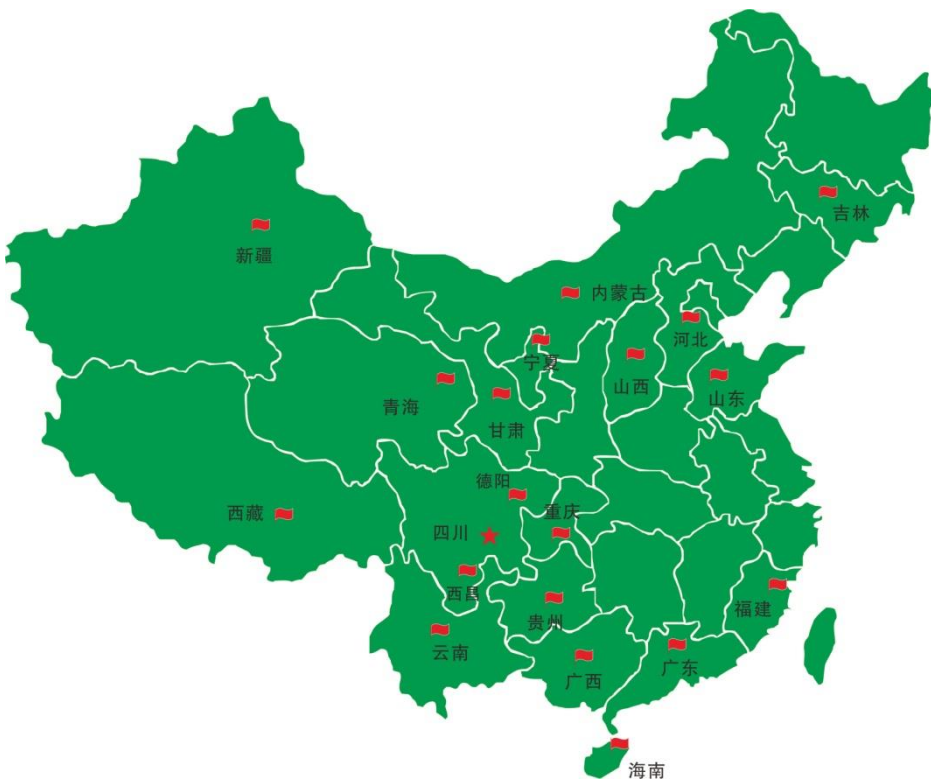 吉林
新疆
内蒙古
河北
宁夏
山西
山东
青海
甘肃
德阳
西藏
重庆
四川
西昌
贵州
福建
云南
广西
广东
海南